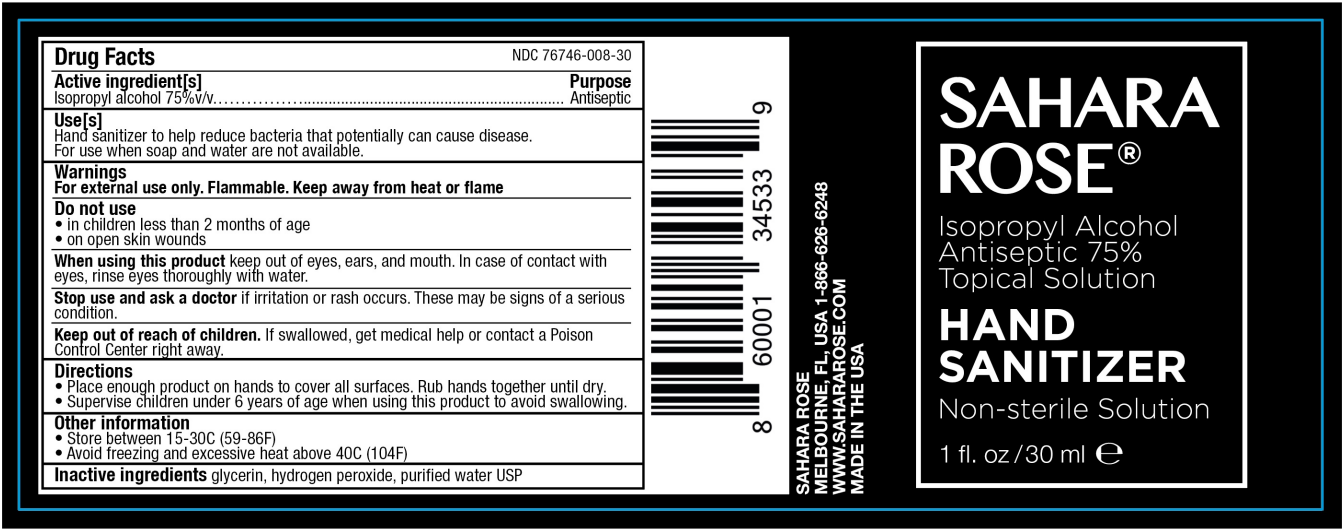 Drug Facts NDC 76746-008-30
Active ingredient[s] Purpose
Isopropyl alcohol 75%v/v................................................................................ Antiseptic
Use[s]
Hand sanitizer to help reduce bacteria that potentially can cause disease.
For use when soap and water are not available.
Warnings
For external use only. Flammable. Keep away from heat or flame
Do not use
• in children less than 2 months of age
• on open skin wounds
When using this product keep out of eyes, ears, and mouth. In case of contact with
eyes, rinse eyes thoroughly with water.
Stop use and ask a doctor if irritation or rash occurs. These may be signs of a serious
condition.
Keep out of reach of children. If swallowed, get medical help or contact a Poison
Control Center right away.
Directions
• Place enough product on hands to cover all surfaces. Rub hands together until dry.
• Supervise children under 6 years of age when using this product to avoid swallowing.
Other information
• Store between 15-30C (59-86F)
• Avoid freezing and excessive heat above 40C (104F)
Inactive ingredients glycerin, hydrogen peroxide, purified water USP
8 60001 34533 9
SAHARA ROSE
MELBOURNE, FL, USA 1-866-626-6248
WWW.SAHARAROSE.COM
MADE IN THE USA
SAHARA
ROSE®
Isopropyl Alcohol
Antiseptic 75%
Topical Solution
HAND
SANITIZER
Non-sterile Solution
1 fl. oz/30 ml ℮